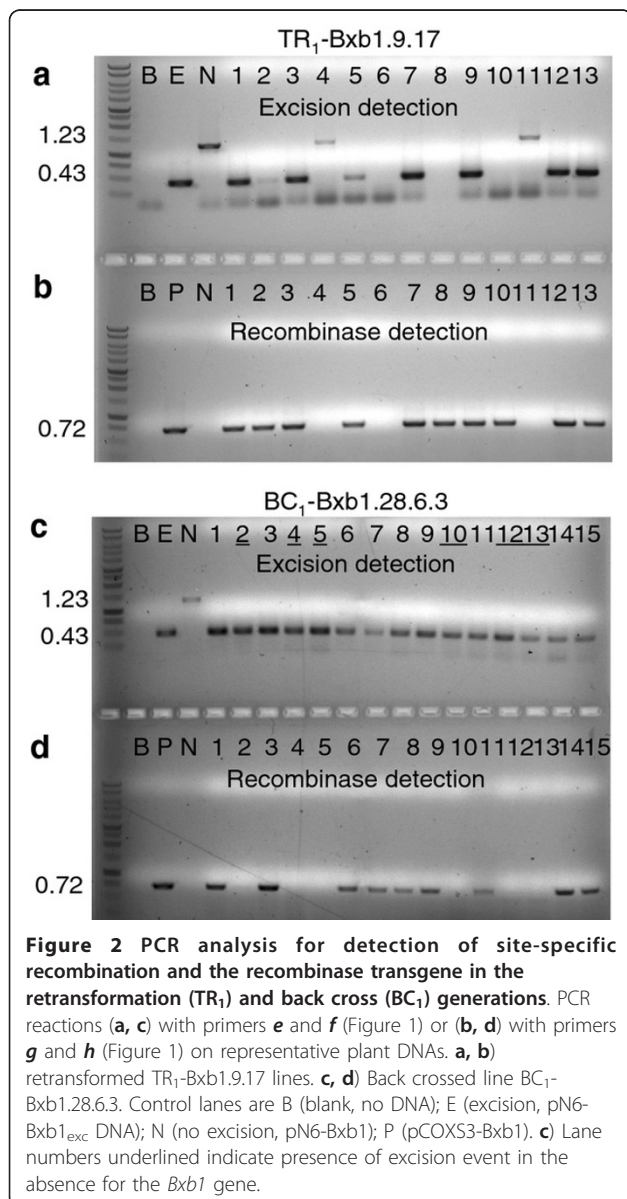 TR1-Bxb1.9.17
a
B E N 1 2 3 4 5 6 7 8 9 10 11 12 13
Excision detection
1.23
0.43
b
B P N 1 2 3 4 5 6 7 8 9 10 11 12 13
Recombinase detection
0.72
BC1-Bxb1.28.6.3
c
B E N 1 2 3 4 5 6 7 8 9 10 11 12 13 14 15
Excision detection
1.23
0.43
d
B P N 1 2 3 4 5 6 7 8 9 10 11 12 13 14 15
Recombinase detection
0.72
Figure 2 PCR analysis for detection of site-specific
recombination and the recombinase transgene in the
retransformation (TR1) and back cross (BC1) generations. PCR
reactions (a, c) with primers e and f (Figure 1) or (b, d) with primers
g and h (Figure 1) on representative plant DNAs. a, b)
retransformed TR1-Bxb1.9.17 lines. c, d) Back crossed line BC1-
Bxb1.28.6.3. Control lanes are B (blank, no DNA); E (excision, pN6-
Bxb1exc DNA); N (no excision, pN6-Bxb1); P (pCOXS3-Bxb1). c) Lane
numbers underlined indicate presence of excision event in the
absence for the Bxb1 gene.